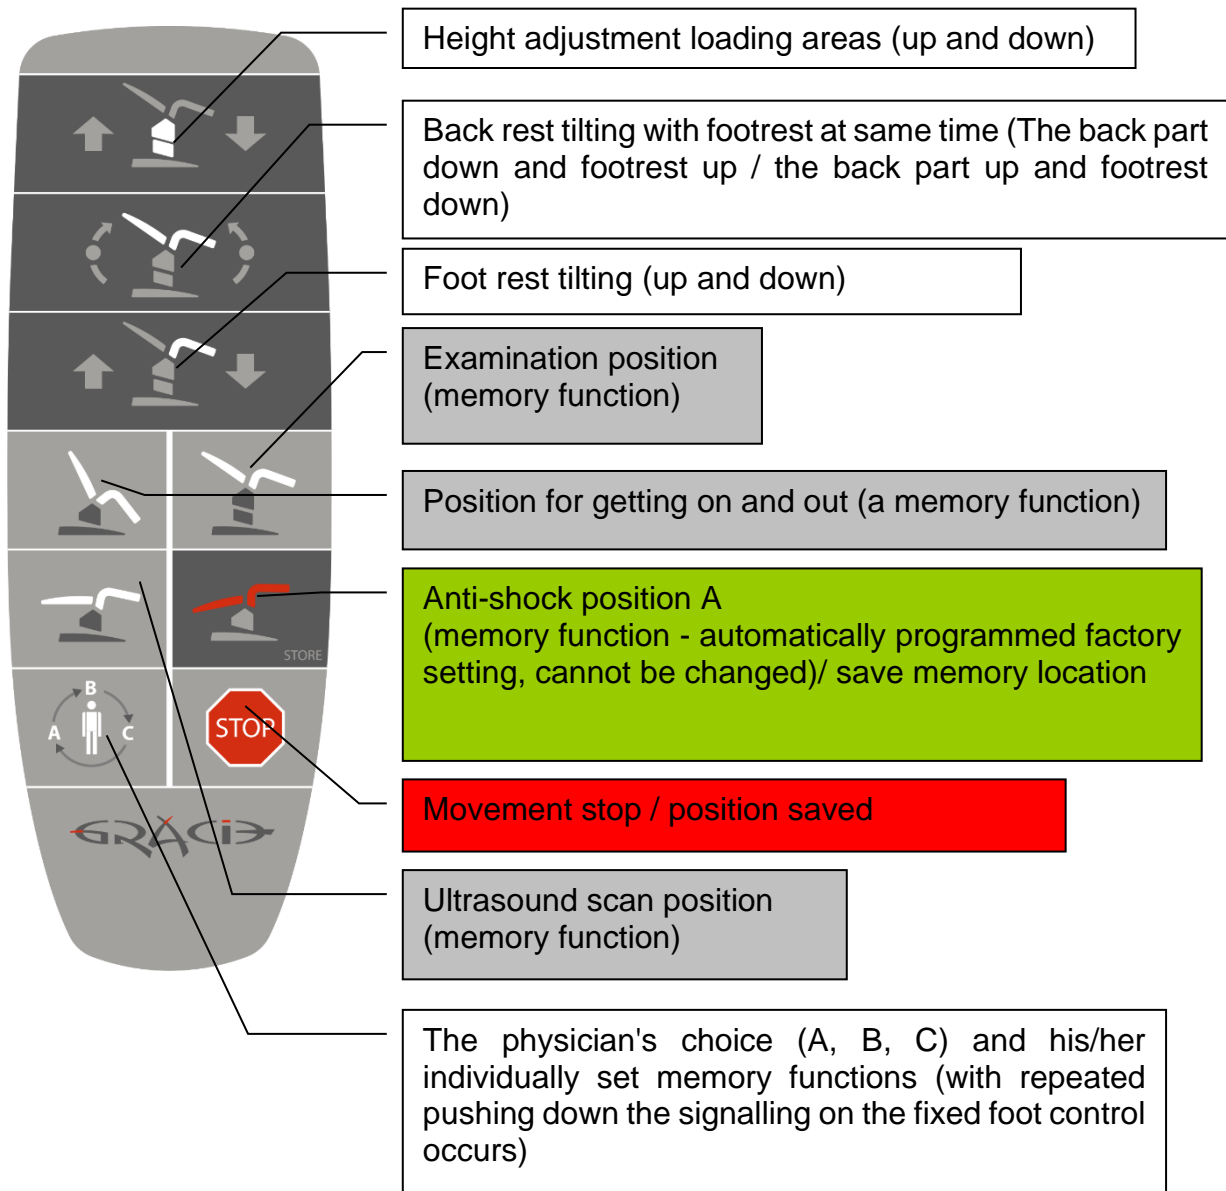 Height adjustment loading areas (up and down)
Back rest tilting with footrest at same time (The back part
down and footrest up / the back part up and footrest
down)
Foot rest tilting (up and down)
Examination position
(memory function)
Position for getting on and out (a memory function)
Anti-shock position A
(memory function - automatically programmed factory
setting, cannot be changed)/ save memory location
STORE
B
A
C
STOP
Movement stop / position saved
GRACIE
Ultrasound scan position
(memory function)
The physician's choice (A, B, C) and his/her
individually set memory functions (with repeated
pushing down the signalling on the fixed foot control
occurs)